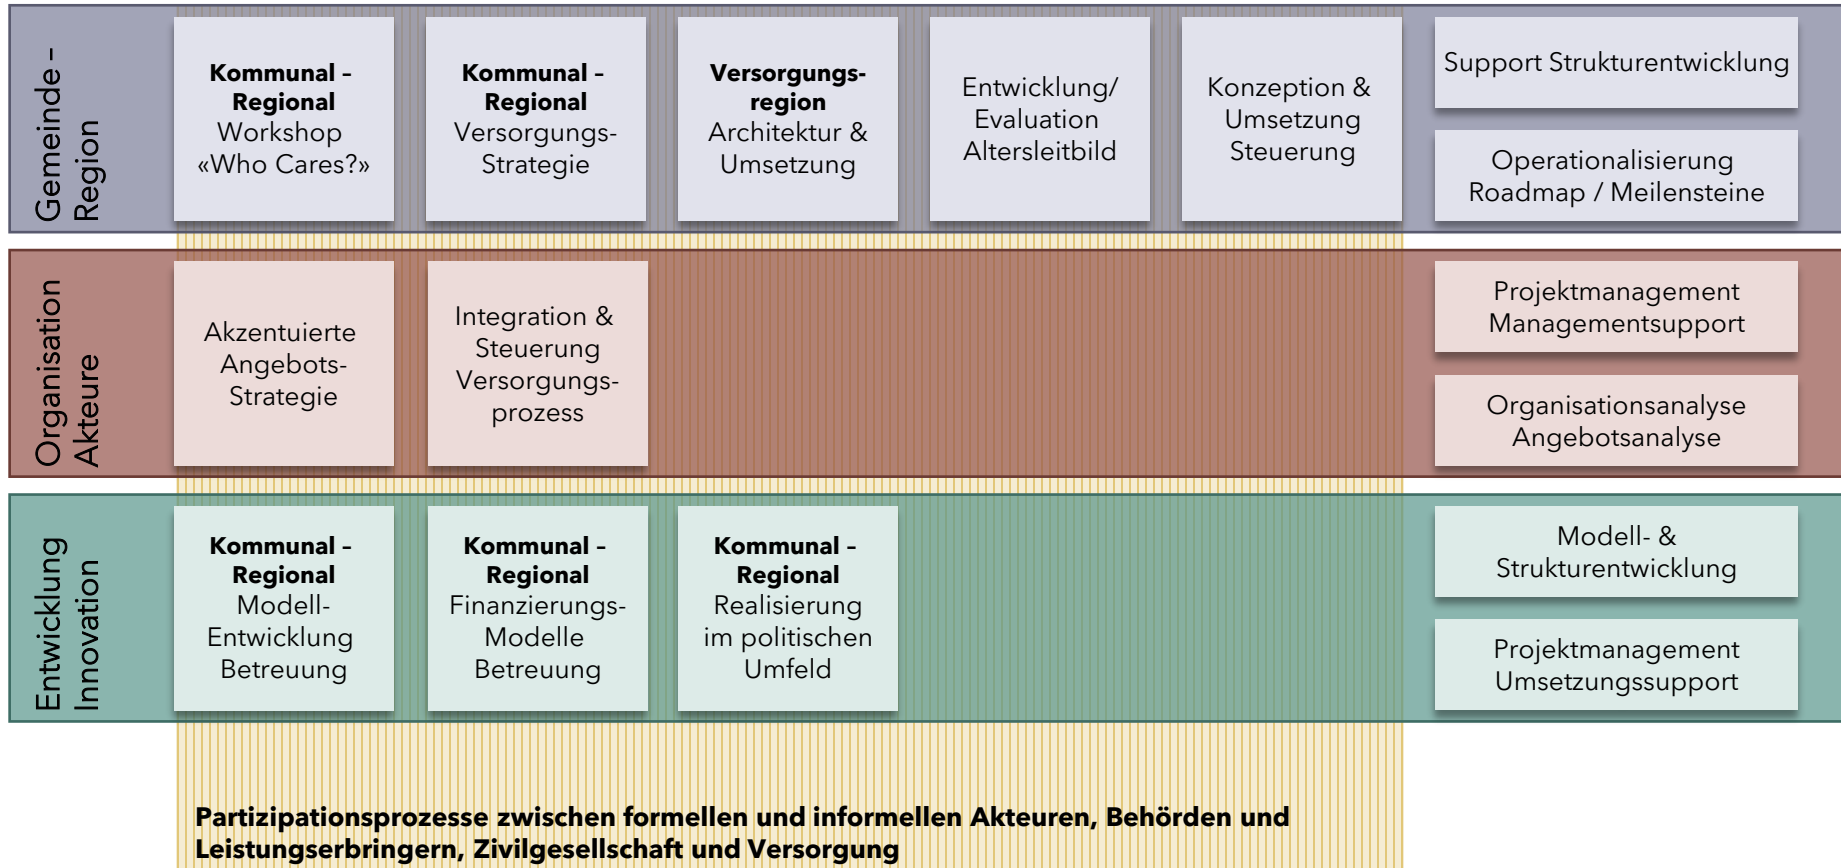 Gemeinde –
Region
Kommunal –
Regional
Workshop
«Who Cares?»
Kommunal –
Regional
Versorgungs-
Strategie
Versorgungs-
region
Architektur &
Umsetzung
Entwicklung/
Evaluation
Altersleitbild
Konzeption &
Umsetzung
Steuerung
Support Strukturentwicklung
Operationalisierung
Roadmap / Meilensteine
Organisation
Akteure
Akzentuierte
Angebots-
Strategie
Integration &
Steuerung
Versorgungs-
prozess
Projektmanagement
Managementsupport
Organisationsanalyse
Angebotsanalyse
Entwicklung
Innovation
Kommunal –
Regional
Modell-
Entwicklung
Betreuung
Kommunal –
Regional
Finanzierungs-
Modelle
Betreuung
Kommunal –
Regional
Realisierung
im politischen
Umfeld
Modell- &
Strukturentwicklung
Projektmanagement
Umsetzungssupport
Partizipationsprozesse zwischen formellen und informellen Akteuren, Behörden und
Leistungserbringern, Zivilgesellschaft und Versorgung